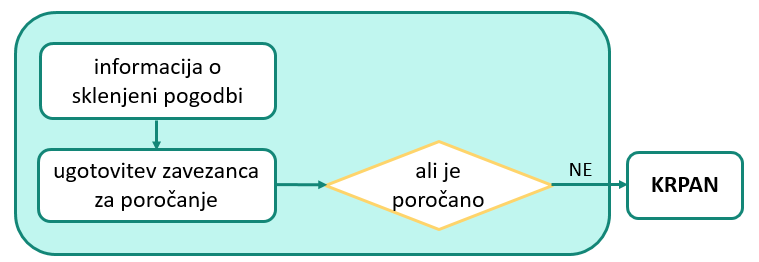 informacija o
sklenjeni pogodbi
ugotovitev zavezanca
za poročanje
ali je
poročano
NE
KRPAN